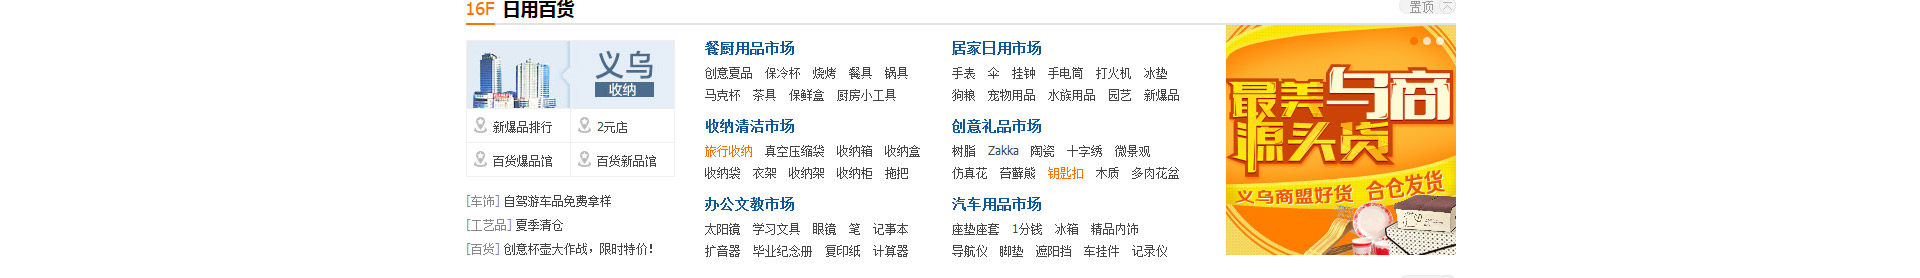 16F 日用百货
置顶
义乌
收纳
新爆品排行 2元店
百货爆品馆 百货新品馆
[车饰] 自驾游车品免费拿样
[工艺品] 夏季清仓
[百货] 创意杯壶大作战，限时特价！
餐厨用品市场
创意夏品 保冷杯 烧烤 餐具 锅具
马克杯 茶具 保鲜盒 厨房小工具
收纳清洁市场
旅行收纳 真空压缩袋 收纳箱 收纳盒
收纳袋 衣架 收纳架 收纳柜 拖把
办公文教市场
太阳镜 学习文具 眼镜 笔 记事本
扩音器 毕业纪念册 复印纸 计算器
居家日用市场
手表 伞 挂钟 手电筒 打火机 冰垫
狗粮 宠物用品 水族用品 园艺 新爆品
创意礼品市场
树脂 Zakka 陶瓷 十字绣 微景观
仿真花 苔藓熊 钥匙扣 木质 多肉花盆
汽车用品市场
座垫座套 1分钱 冰箱 精品内饰
导航仪 脚垫 遮阳挡 车挂件 记录仪
最美乌商
源头货
义乌商盟好货 合仓发货